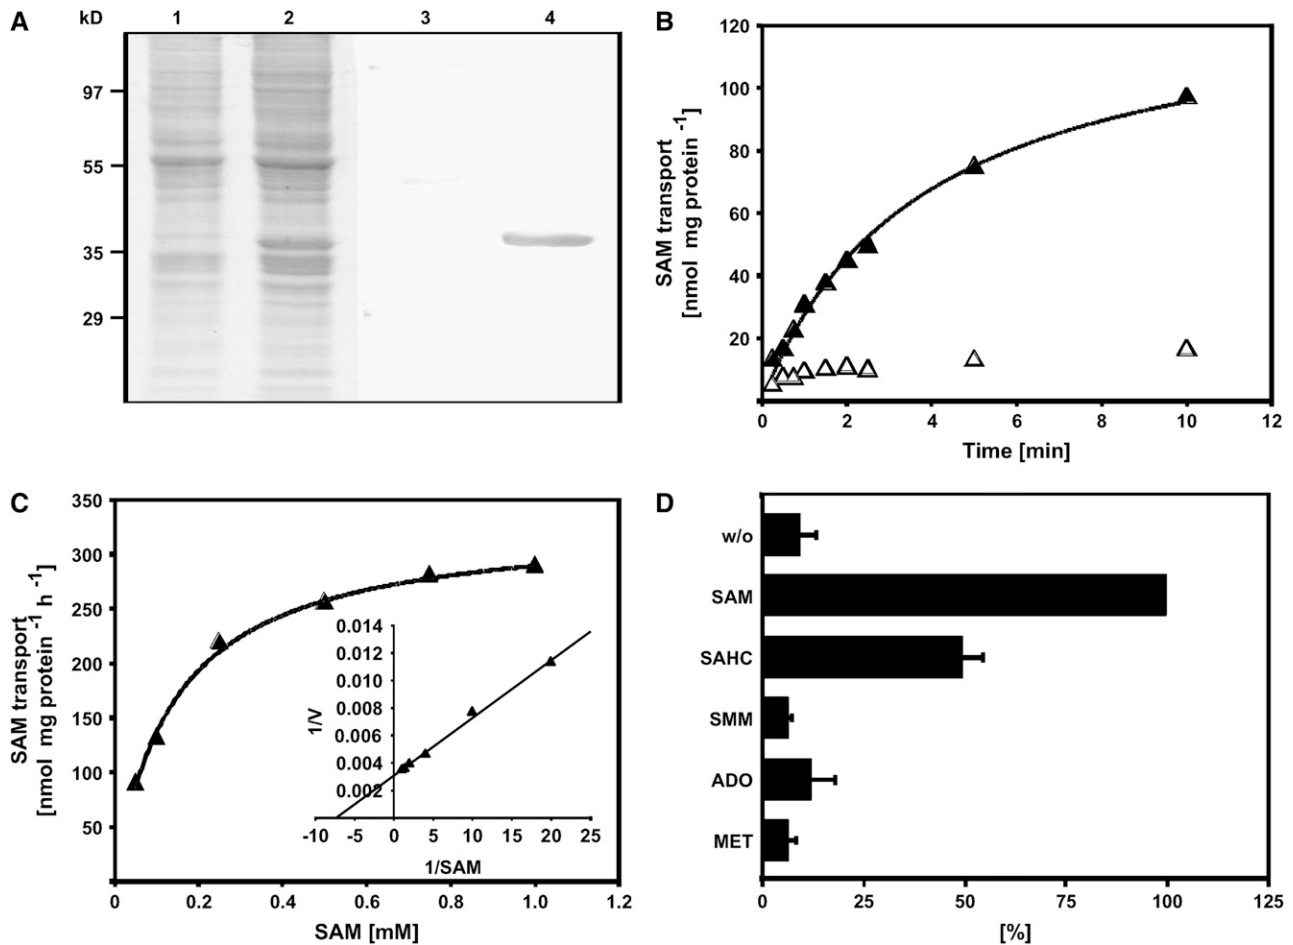 A
kD 1 2 3 4
97
55
35
29
B
SAM transport
[nmol mg protein -1]
120
100
80
60
40
20
0 2 4 6 8 10 12
Time [min]
C
SAM transport
[nmol mg protein -1 h -1]
350
300
250
200
150
100
50
0 0.2 0.4 0.6 0.8 1.0 1.2
SAM [mM]
1/V
0.014
0.012
0.010
0.008
0.006
0.004
0.002
-10 -5 0 5 10 15 20 25
1/SAM
D
w/o
SAM
SAHC
SMM
ADO
MET
0 25 50 75 100 125
[%]